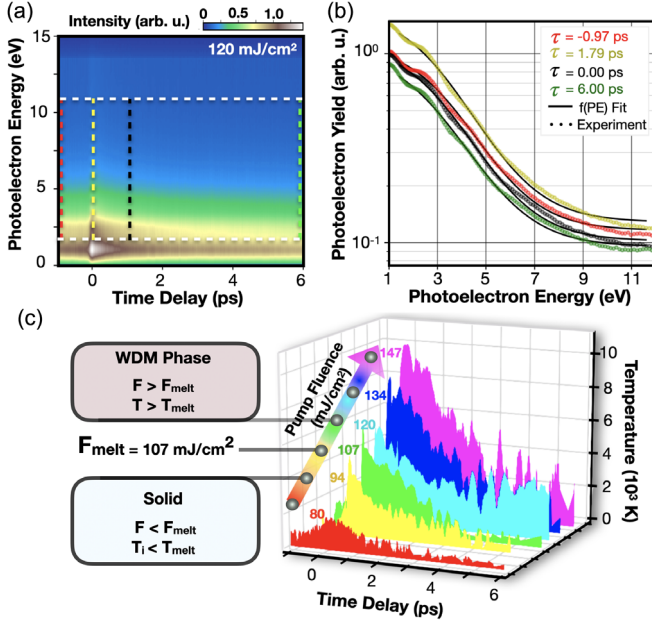 (a)
Intensity (arb. u.)
0 0.5 1 1.5
120 mJ/cm²
Photoelectron Energy (eV)
15
10
5
0
0 2 4 6
Time Delay (ps)
(b)
Photoelectron Yield (arb. u.)
10⁰
10⁻¹
τ = -0.97 ps
τ = 1.79 ps
τ = 0.00 ps
τ = 6.00 ps
f(PE) Fit
Experiment
1 3 5 7 9 11
Photoelectron Energy (eV)
(c)
WDM Phase
F > Fmelt
T > Tmelt
Fmelt = 107 mJ/cm²
Solid
F < Fmelt
Ti < Tmelt
Pump Fluence
(mJ/cm²)
147
134
120
107
94
80
10
8
6
4
2
0
Temperature (10³ K)
0 2 4 6
Time Delay (ps)